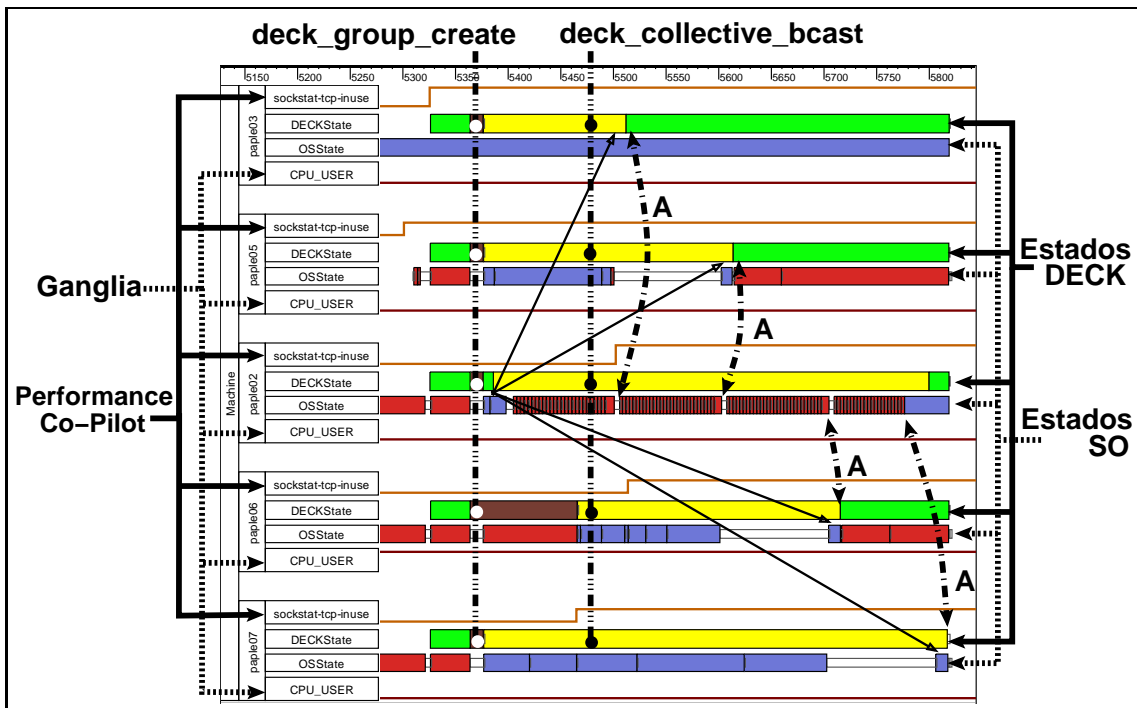 deck_group_create deck_collective_bcast
5150 5200 5250 5300 5350 5400 5450 5500 5550 5600 5650 5700 5750 5800
sockstat-tcp-inuse
DECKState
paple03
OSState
CPU_USER
A
sockstat-tcp-inuse
DECKState
paple05
OSState
CPU_USER
A
Ganglia
Estados
DECK
sockstat-tcp-inuse
DECKState
paple02
OSState
CPU_USER
Machine
Performance
Co-Pilot
Estados
SO
A
sockstat-tcp-inuse
DECKState
paple06
OSState
CPU_USER
A
sockstat-tcp-inuse
DECKState
paple07
OSState
CPU_USER